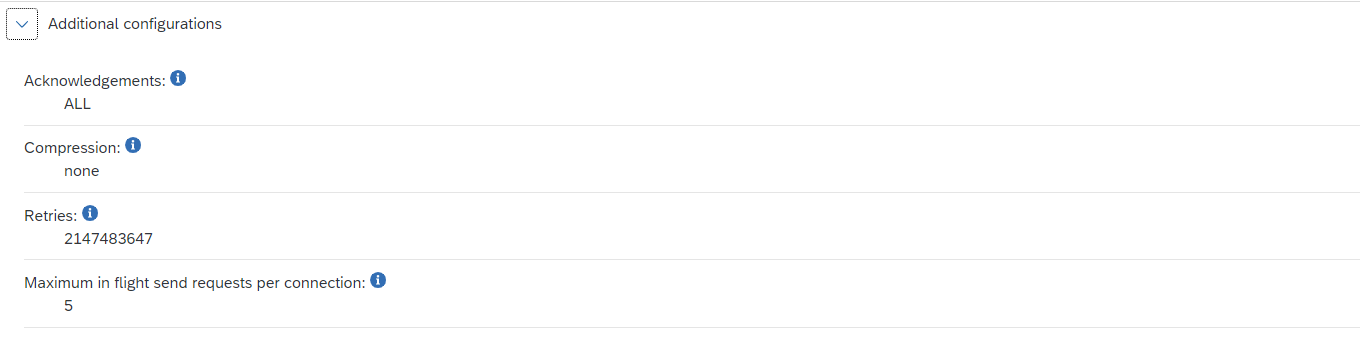 Additional configurations
Acknowledgements:
ALL
Compression:
none
Retries:
2147483647
Maximum in flight send requests per connection:
5